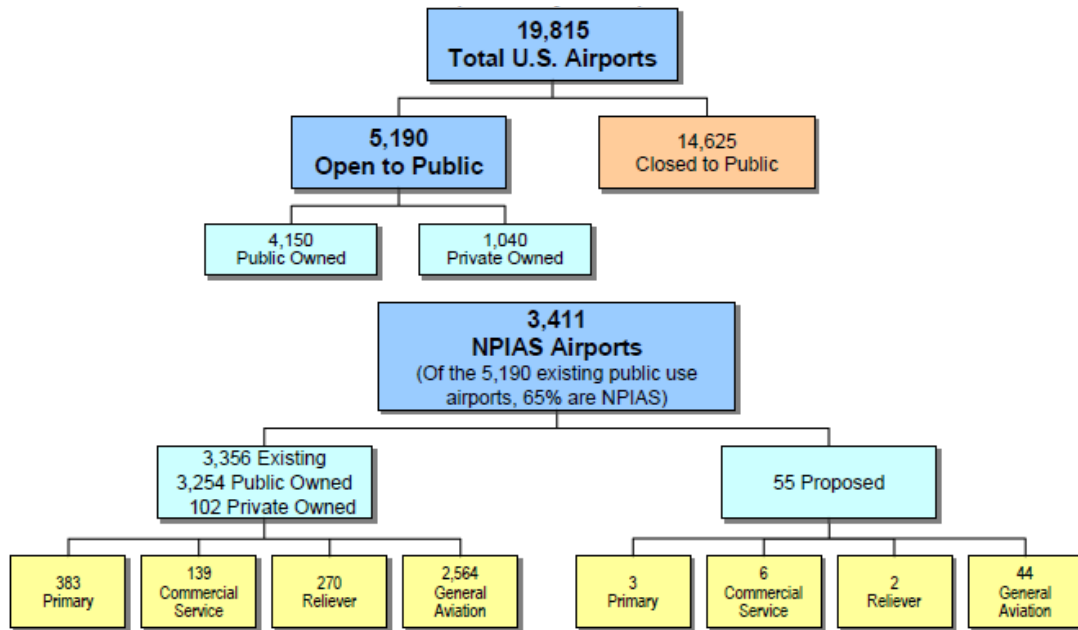 19,815
Total U.S. Airports
5,190
Open to Public
14,625
Closed to Public
4,150
Public Owned
1,040
Private Owned
3,411
NPIAS Airports
(Of the 5,190 existing public use
airports, 65% are NPIAS)
3,356 Existing
3,254 Public Owned
102 Private Owned
55 Proposed
383
Primary
139
Commercial
Service
270
Reliever
2,564
General
Aviation
3
Primary
6
Commercial
Service
2
Reliever
44
General
Aviation